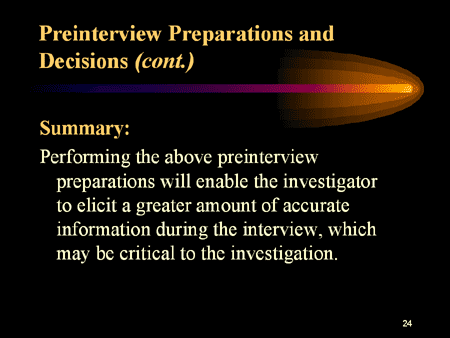 Preinterview Preparations and
Decisions (cont.)
Summary:
Performing the above preinterview
preparations will enable the investigator
to elicit a greater amount of accurate
information during the interview, which
may be critical to the investigation.
24